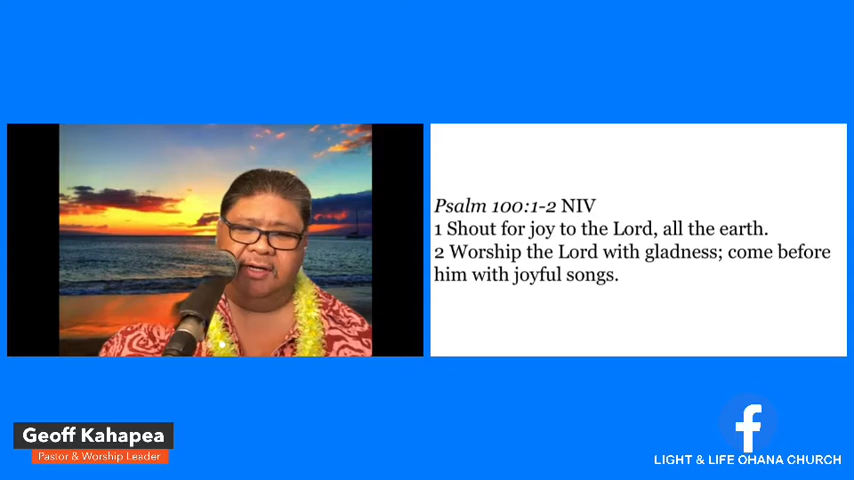 Psalm 100:1-2 NIV
1 Shout for joy to the Lord, all the earth.
2 Worship the Lord with gladness; come before
him with joyful songs.
Geoff Kahapea
Pastor & Worship Leader
f
LIGHT & LIFE OHANA CHURCH